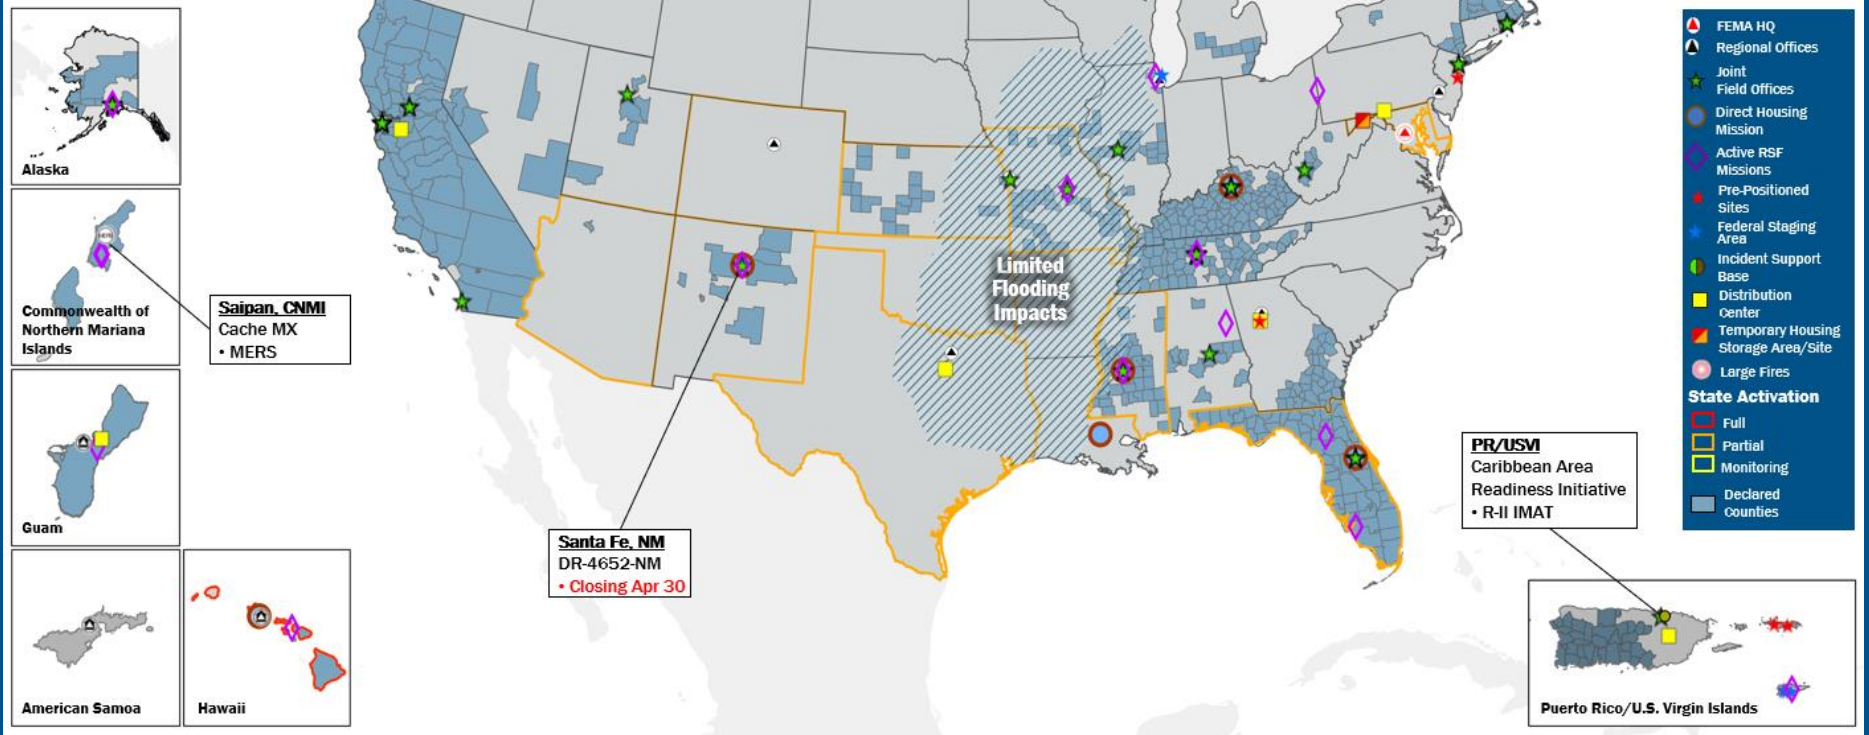 Alaska
Commonwealth of
Northern Mariana
Islands
Saipan, CNMI
Cache MX
• MERS
Guam
American Samoa
Hawaii
Limited
Flooding
Impacts
Santa Fe, NM
DR-4652-NM
• Closing Apr 30
PR/USVI
Caribbean Area
Readiness Initiative
• R-II IMAT
Puerto Rico/U.S. Virgin Islands
FEMA HQ
Regional Offices
Joint
Field Offices
Direct Housing
Mission
Active RSF
Missions
Pre-Positioned
Sites
Federal Staging
Area
Incident Support
Base
Distribution
Center
Temporary Housing
Storage Area/Site
Large Fires
State Activation
Full
Partial
Monitoring
Declared
Counties